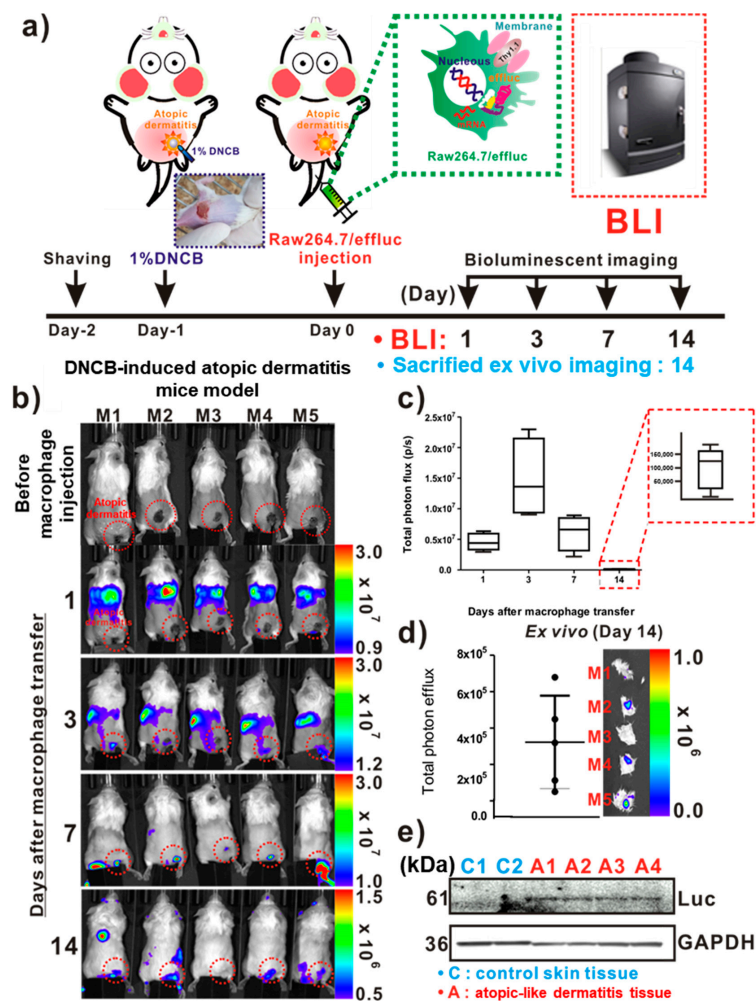 a)
Membrane
Thy1.1
Nucleous
effluc
mRNA
Raw264.7/effluc
Atopic
dermatitis
1% DNCB
Atopic
dermatitis
BLI
Shaving
1%DNCB
Raw264.7/effluc
injection
Bioluminescent imaging
(Day)
Day-2
Day-1
Day 0
• BLI: 1 3 7 14
• Sacrified ex vivo imaging : 14
DNCB-induced atopic dermatitis
mice model
b)
M1 M2 M3 M4 M5
Before
macrophage
injection
Atopic
dermatitis
Days after macrophage transfer
1
Atopic
dermatitis
3.0
x 10⁷
0.9
3
3.0
x 10⁷
1.2
7
3.0
x 10⁷
1.0
14
1.5
x 10⁶
0.5
c)
Total photon flux (p/s)
2.5x10⁷
2.0x10⁷
1.5x10⁷
1.0x10⁷
0.5x10⁷
0.0
1 3 7 14
150,000
100,000
50,000
Days after macrophage transfer
d)
Ex vivo (Day 14)
Total photon efflux
8x10⁵
6x10⁵
4x10⁵
2x10⁵
0.0
M1
M2
M3
M4
M5
1.0
x 10⁶
0.0
e)
(kDa) C1 C2 A1 A2 A3 A4
61 Luc
36 GAPDH
• C : control skin tissue
• A : atopic-like dermatitis tissue